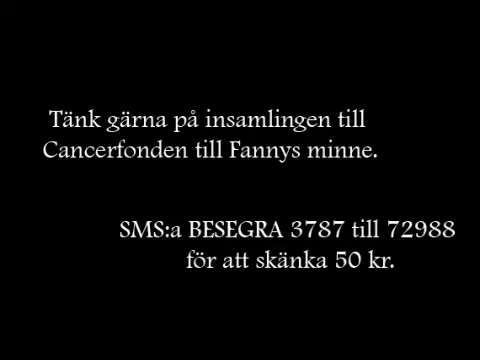 Tänk gärna på insamlingen till
Cancerfonden till Fannys minne.
SMS:a BESEGRA 3787 till 72988
för att skänka 50 kr.